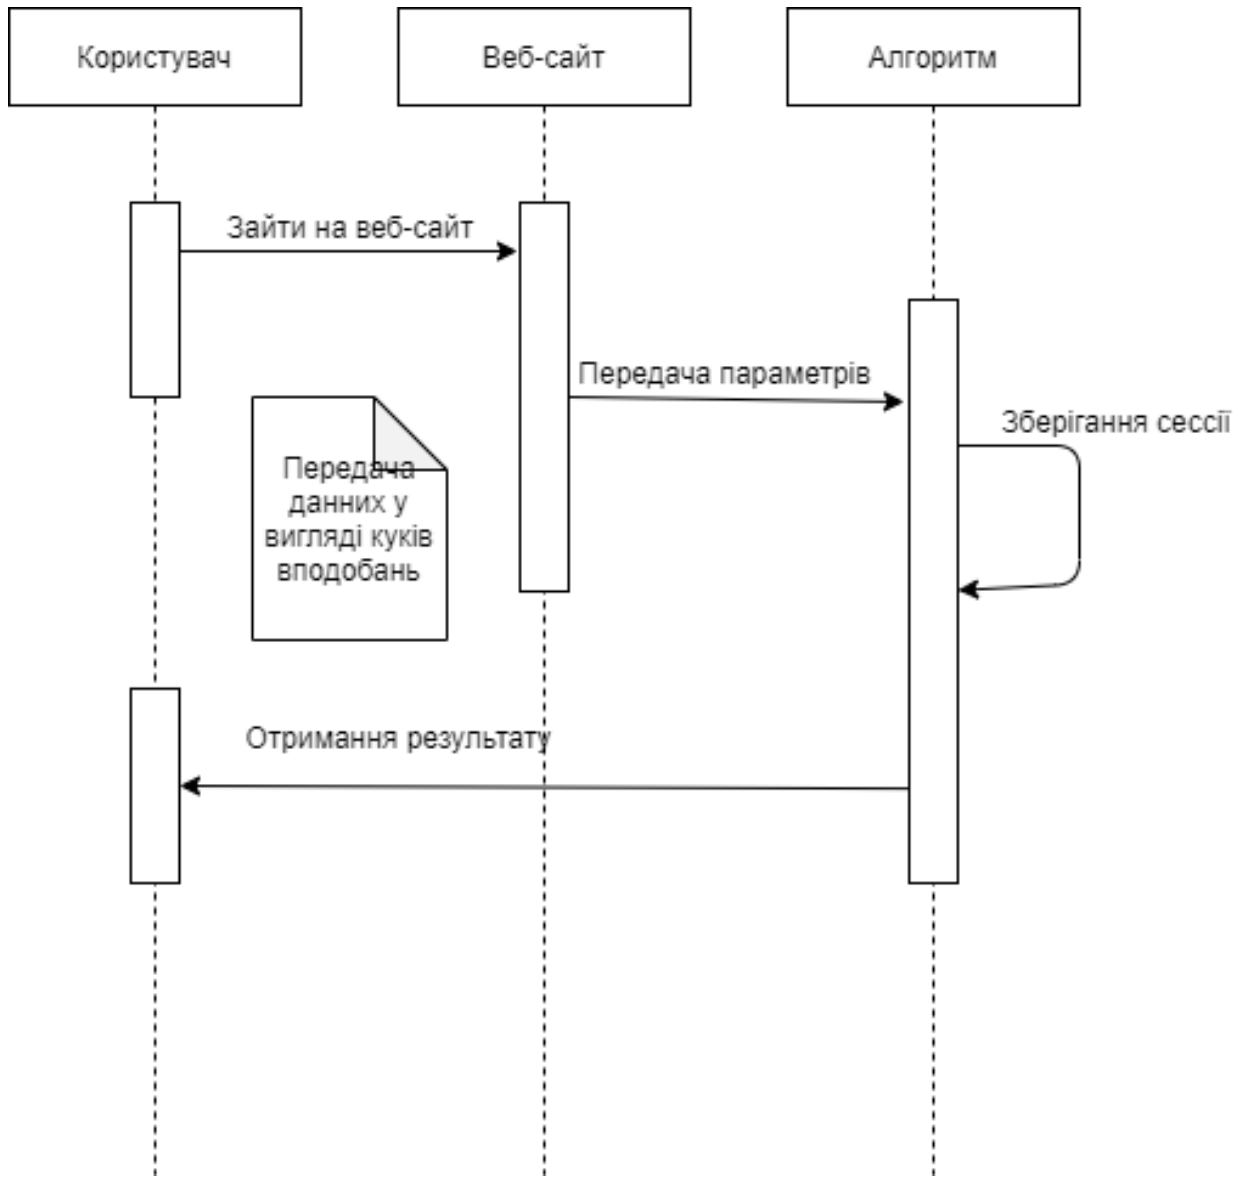 Користувач
Веб-сайт
Алгоритм
Зайти на веб-сайт
Передача параметрів
Зберігання сессії
Передача
данних у
вигляді куків
вподобань
Отримання результату